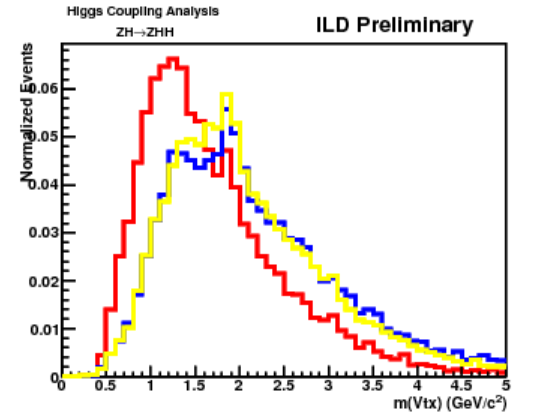 Higgs Coupling Analysis
ZH→ZHH
ILD Preliminary
Normalized Events
0.06
0.05
0.04
0.03
0.02
0.01
0
0 0.5 1 1.5 2 2.5 3 3.5 4 4.5 5
m(Vtx) (GeV/c²)